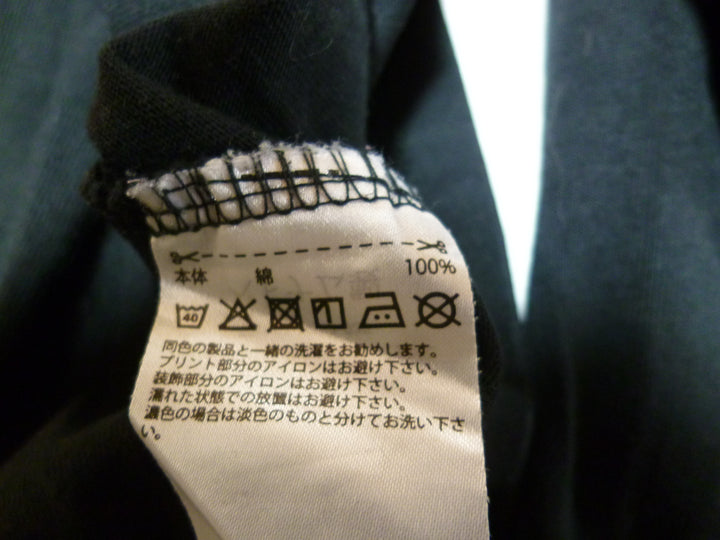 本体 綿 100%
40
同色の製品と一緒の洗濯をお勧めします。
プリント部分のアイロンはお避け下さい。
装飾部分のアイロンはお避け下さい。
濡れた状態での放置はお避け下さい。
濃色の場合は淡色のものと分けてお洗い下さ
い。